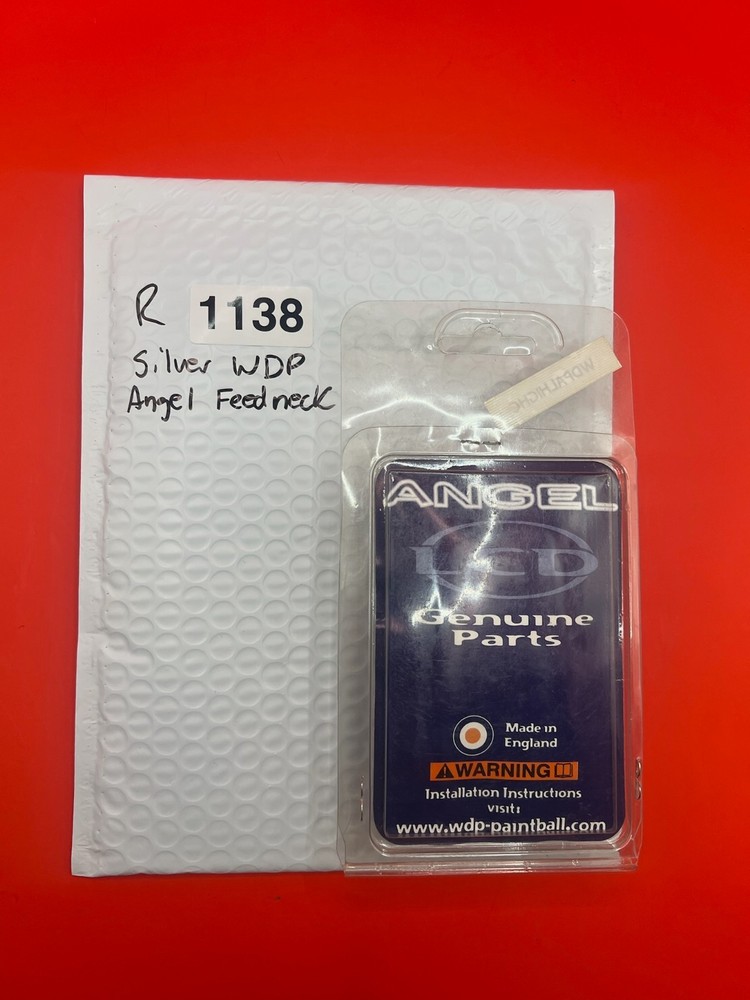 R 1138
Silver WDP
Angel Feedneck
WDPALHIGHC
ANGEL
LCD
Genuine
Parts
Made in
England
WARNING
Installation Instructions
visit:
www.wdp-paintball.com